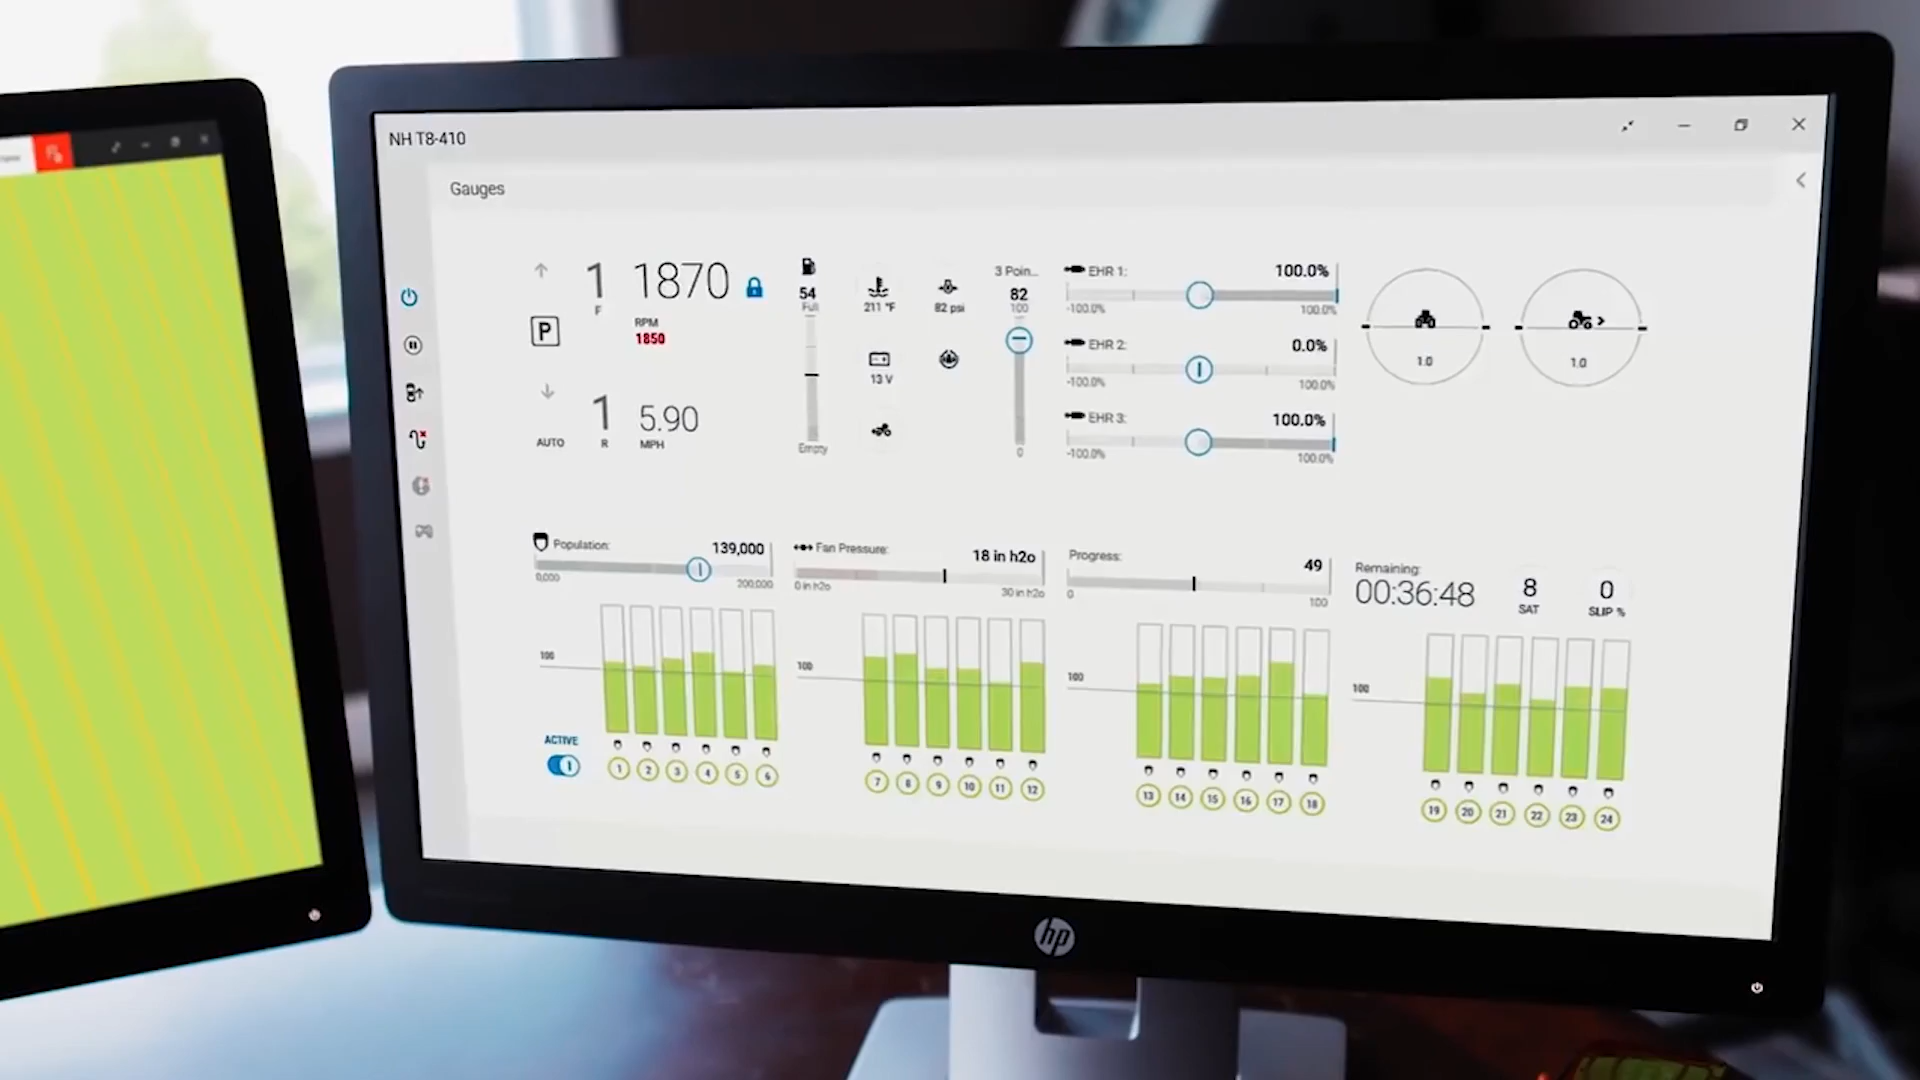 NH T8-410
Gauges
1
F
1870
RPM
1850
P
AUTO
1
R
5.90
MPH
54
Full
Empty
211 °F
82 psi
13 V
3 Poin...
82
100
0
EHR 1:
100.0%
-100.0%
100.0%
EHR 2:
0.0%
-100.0%
100.0%
EHR 3:
100.0%
-100.0%
100.0%
1.0
1.0
Population:
139,000
0,000
200,000
Fan Pressure:
18 in h2o
0 in h2o
30 in h2o
Progress:
49
0
100
Remaining:
00:36:48
8
SAT
0
SLIP %
100
100
100
100
ACTIVE
1 2 3 4 5 6
7 8 9 10 11 12
13 14 15 16 17 18
19 20 21 22 23 24
hp